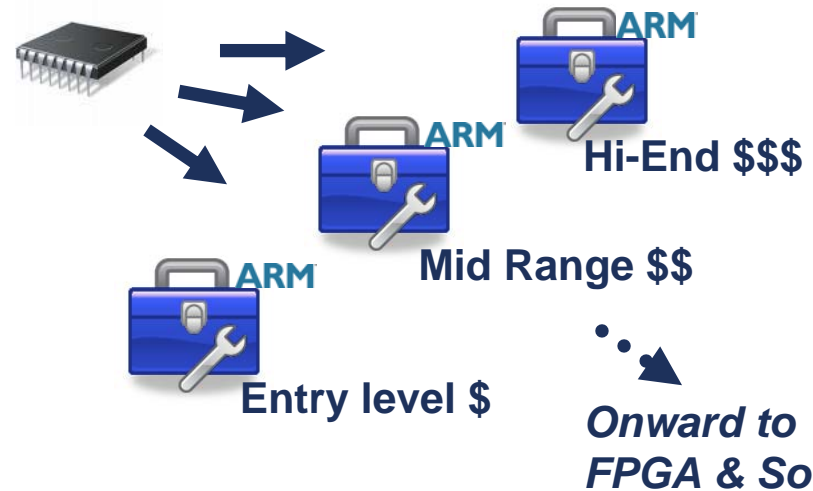 ARM
Hi-End $$$
ARM
Mid Range $$
ARM
Entry level $
Onward to
FPGA & So